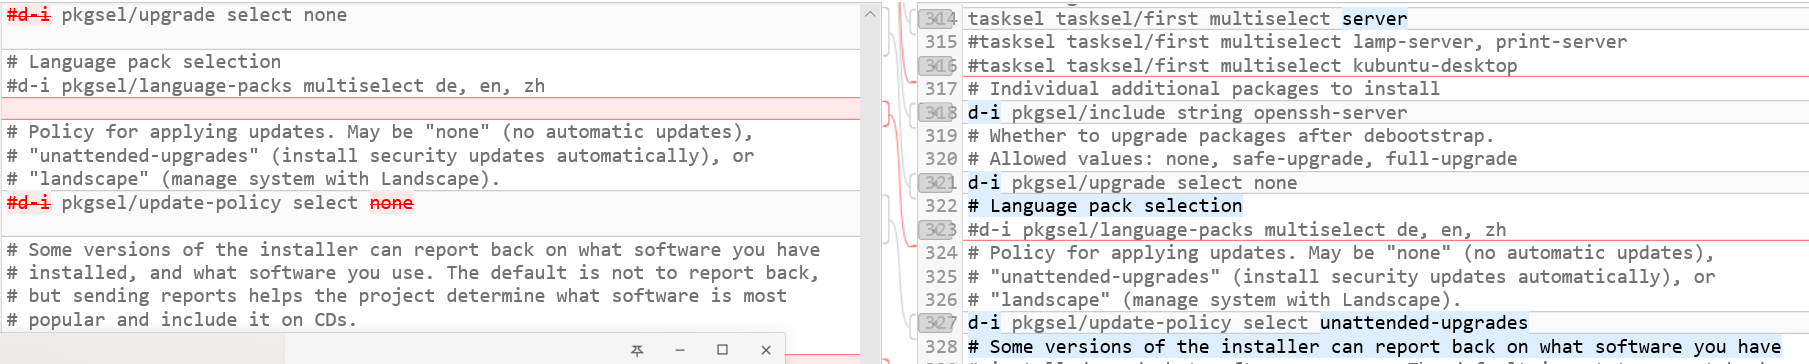 #d-i pkgsel/upgrade select none
# Language pack selection
#d-i pkgsel/language-packs multiselect de, en, zh
# Policy for applying updates. May be "none" (no automatic updates),
# "unattended-upgrades" (install security updates automatically), or
# "landscape" (manage system with Landscape).
#d-i pkgsel/update-policy select none
# Some versions of the installer can report back on what software you have
# installed, and what software you use. The default is not to report back,
# but sending reports helps the project determine what software is most
# popular and include it on CDs.
314 tasksel tasksel/first multiselect server
315 #tasksel tasksel/first multiselect lamp-server, print-server
316 #tasksel tasksel/first multiselect kubuntu-desktop
317 # Individual additional packages to install
318 d-i pkgsel/include string openssh-server
319 # Whether to upgrade packages after debootstrap.
320 # Allowed values: none, safe-upgrade, full-upgrade
321 d-i pkgsel/upgrade select none
322 # Language pack selection
323 #d-i pkgsel/language-packs multiselect de, en, zh
324 # Policy for applying updates. May be "none" (no automatic updates),
325 # "unattended-upgrades" (install security updates automatically), or
326 # "landscape" (manage system with Landscape).
327 d-i pkgsel/update-policy select unattended-upgrades
328 # Some versions of the installer can report back on what software you have